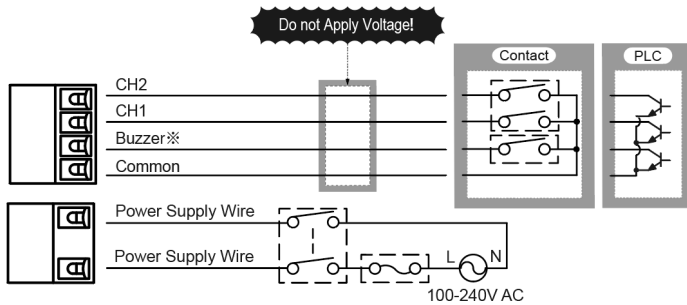 Do not Apply Voltage!
Contact
PLC
CH2
CH1
Buzzer※
Common
Power Supply Wire
Power Supply Wire
L
N
100-240V AC